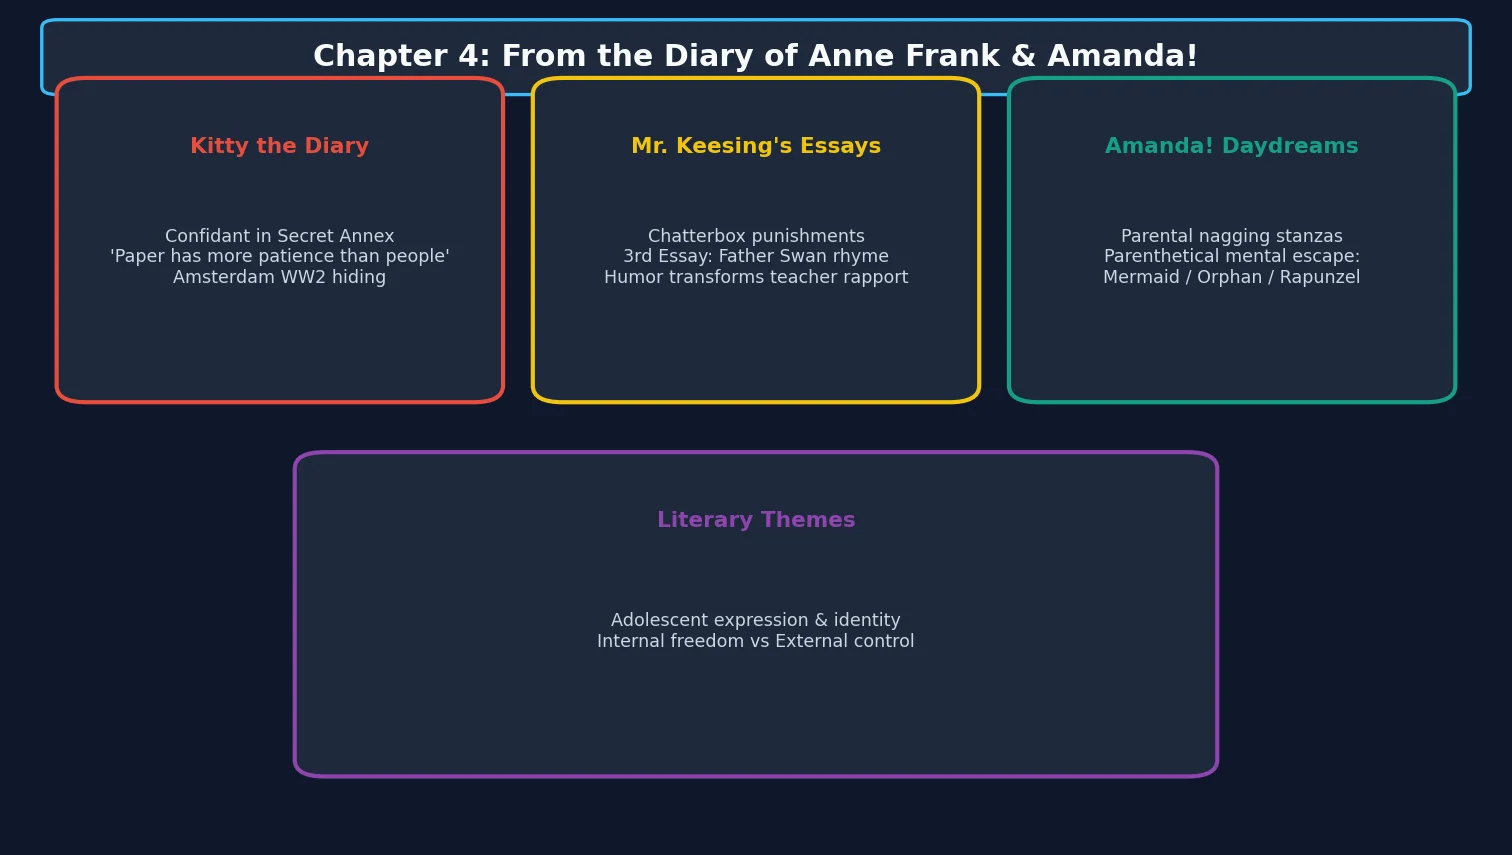 Chapter 4: From the Diary of Anne Frank & Amanda!
Kitty the Diary
Confidant in Secret Annex
'Paper has more patience than people'
Amsterdam WW2 hiding
Mr. Keesing's Essays
Chatterbox punishments
3rd Essay: Father Swan rhyme
Humor transforms teacher rapport
Amanda! Daydreams
Parental nagging stanzas
Parenthetical mental escape:
Mermaid / Orphan / Rapunzel
Literary Themes
Adolescent expression & identity
Internal freedom vs External control